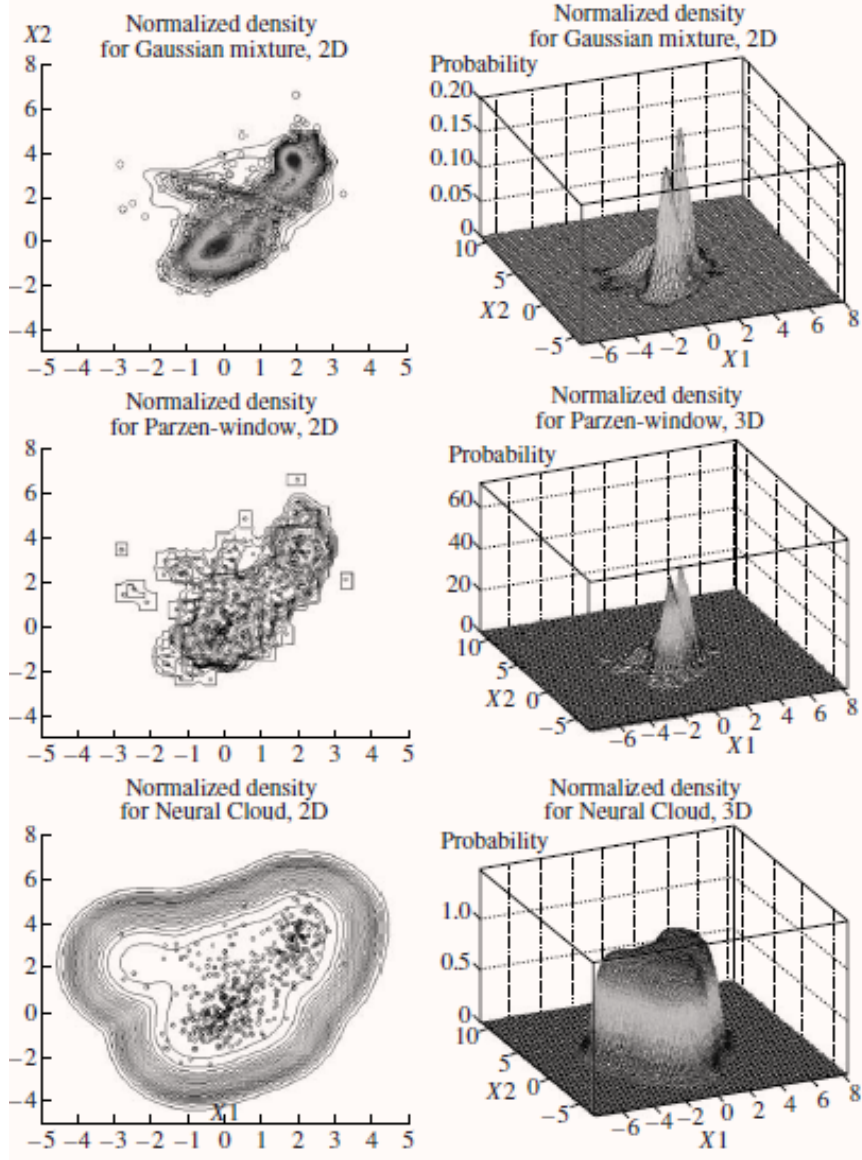 Normalized density
for Gaussian mixture, 2D
X2
8
6
4
2
0
−2
−4
−5 −4 −3 −2 −1 0 1 2 3 4 5
Normalized density
for Gaussian mixture, 2D
Probability
0.20
0.15
0.10
0.05
0
10
5
X2 0
−5
−6 −4 −2 0 2 4 6 8
X1
Normalized density
for Parzen-window, 2D
8
6
4
2
0
−2
−4
−5 −4 −3 −2 −1 0 1 2 3 4 5
Normalized density
for Parzen-window, 3D
Probability
60
40
20
0
10
5
X2 0
−5
−6 −4 −2 0 2 4 6 8
X1
Normalized density
for Neural Cloud, 2D
8
6
4
2
0
−2
−4
X1
−5 −4 −3 −2 −1 0 1 2 3 4 5
Normalized density
for Neural Cloud, 3D
Probability
1.0
0.5
0
10
5
X2 0
−5
−6 −4 −2 0 2 4 6 8
X1